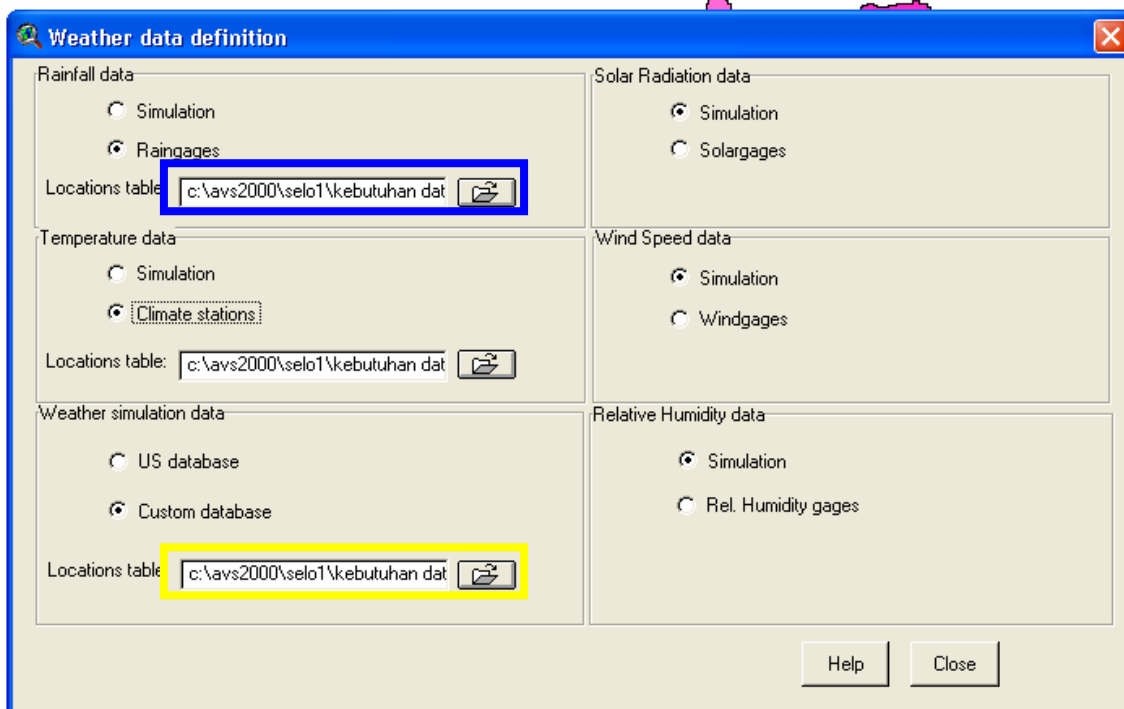 Weather data definition
Rainfall data
Simulation
Raingages
Locations table
c:\avs2000\selo1\kebutuhan dat
Temperature data
Simulation
Climate stations
Locations table:
c:\avs2000\selo1\kebutuhan dat
Weather simulation data
US database
Custom database
Locations table
c:\avs2000\selo1\kebutuhan dat
Solar Radiation data
Simulation
Solargages
Wind Speed data
Simulation
Windgages
Relative Humidity data
Simulation
Rel. Humidity gages
Help
Close